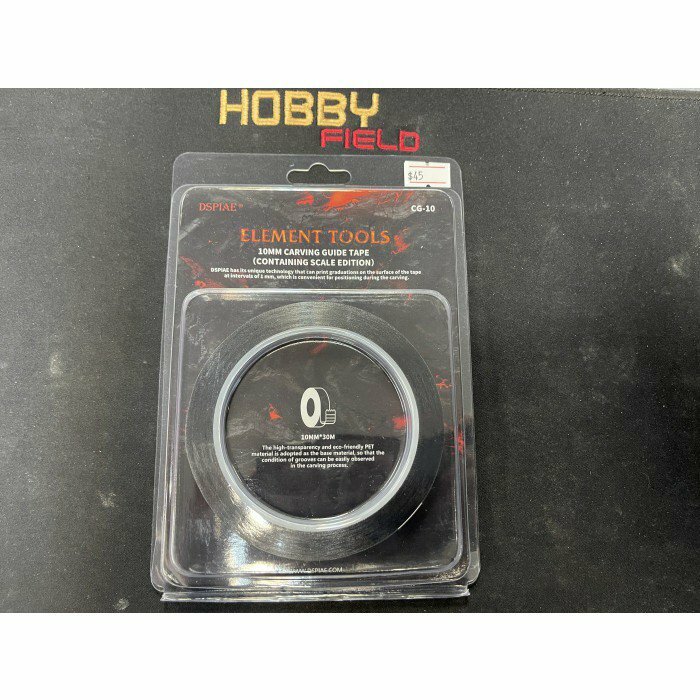 HOBBY
FIELD
$45
DSPIAE®
CG-10
ELEMENT TOOLS
10MM CARVING GUIDE TAPE
(CONTAINING SCALE EDITION)
DSPIAE has its unique technology that can print graduations on the surface of the tape
at intervals of 1 mm, which is convenient for positioning during the carving.
10MM*30M
The high-transparency and eco-friendly PET
material is adopted as the base material, so that the
condition of grooves can be easily observed
in the carving process.
WWW.DSPIAE.COM